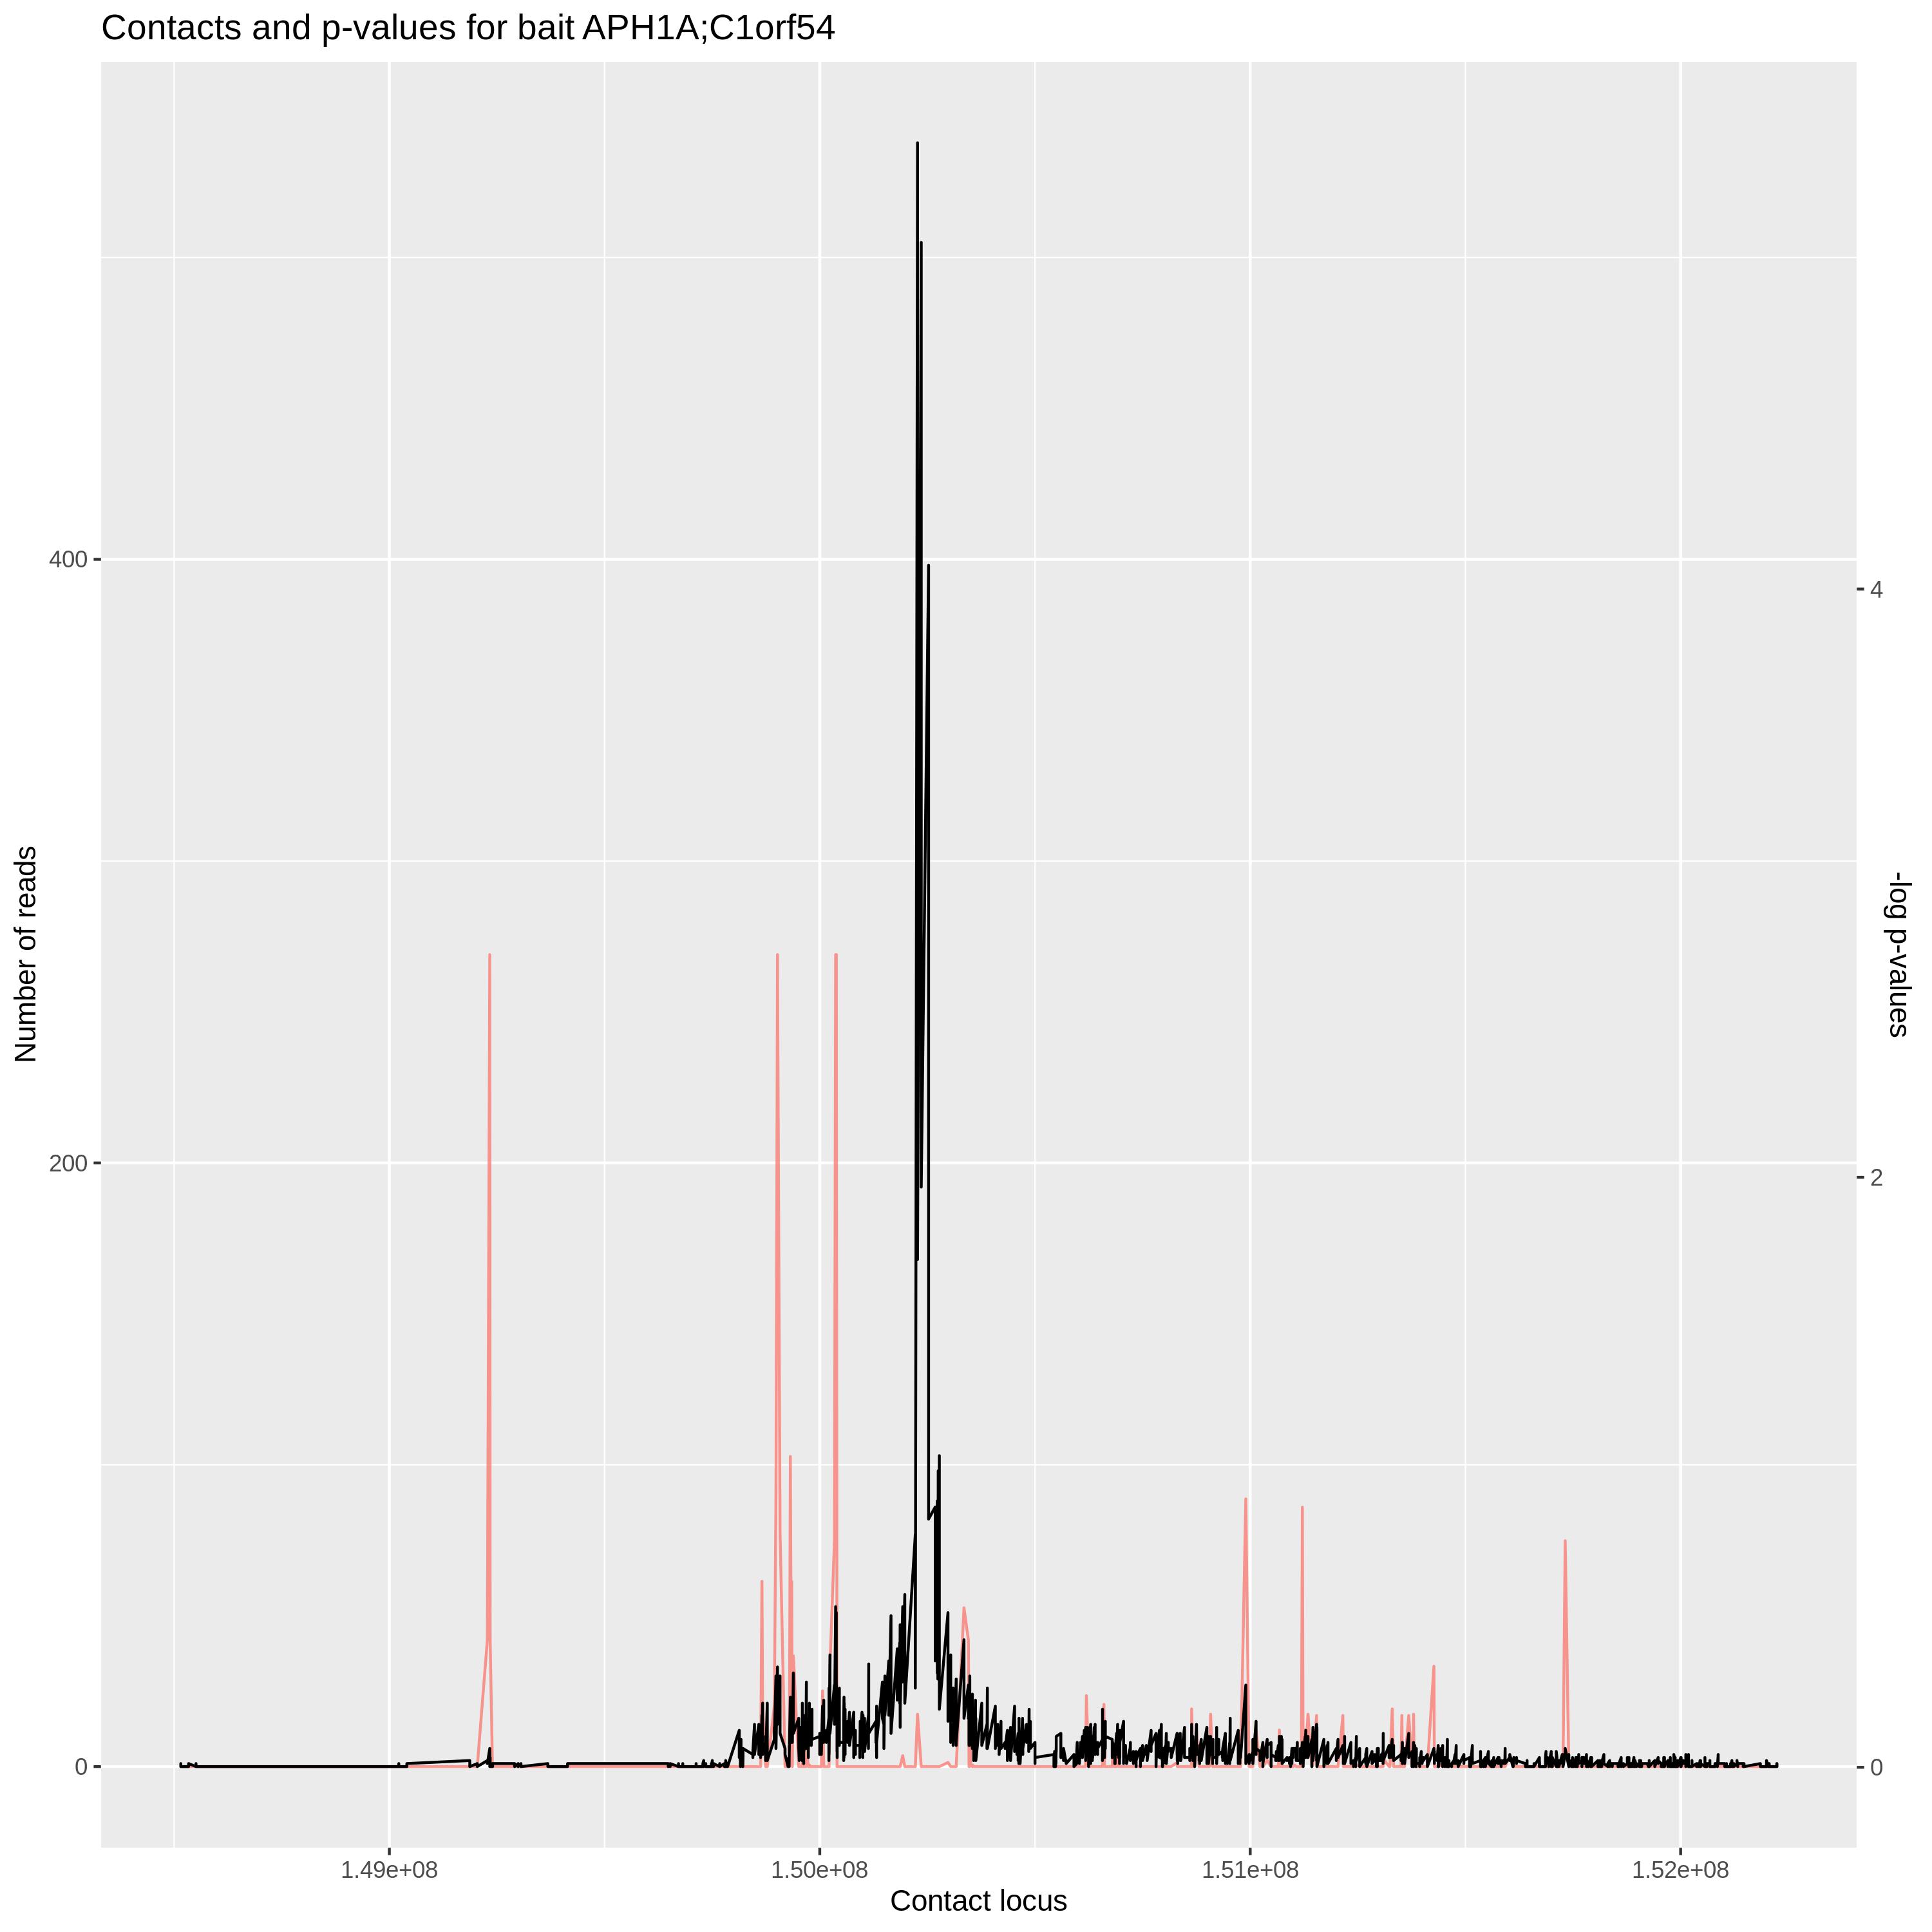 Contacts and p-values for bait APH1A;C1orf54
Number of reads
400
200
0
4
2
0
-log p-values
1.49e+08 1.50e+08 1.51e+08 1.52e+08
Contact locus